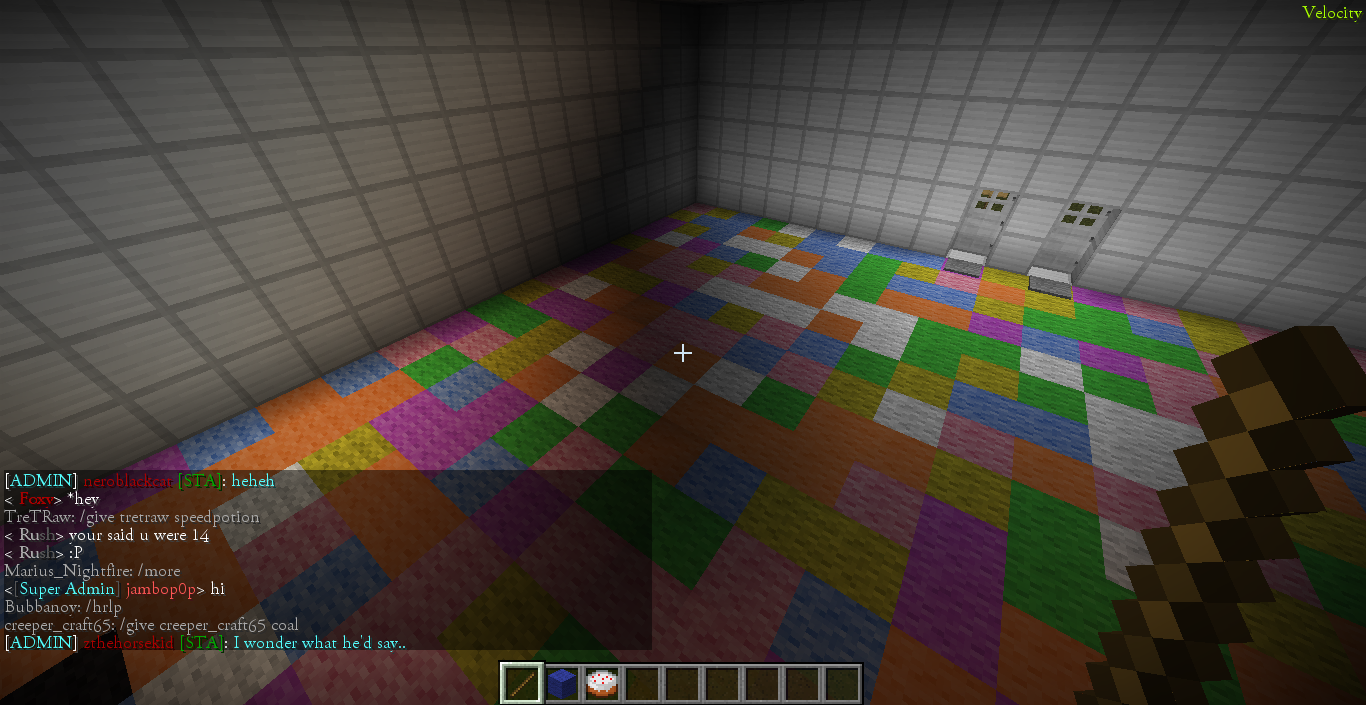 Velocity
[ADMIN] neroblackcat [STA]: heheh
< Foxy> *hey
TreTRaw: /give tretraw speedpotion
< Rush> your said u were 14
< Rush> :P
Marius_Nightfire: /more
<[Super Admin] jambop0p> hi
Bubbanov: /hrlp
creeper_craft65: /give creeper_craft65 coal
[ADMIN] zthehorsekid [STA]: I wonder what he'd say..